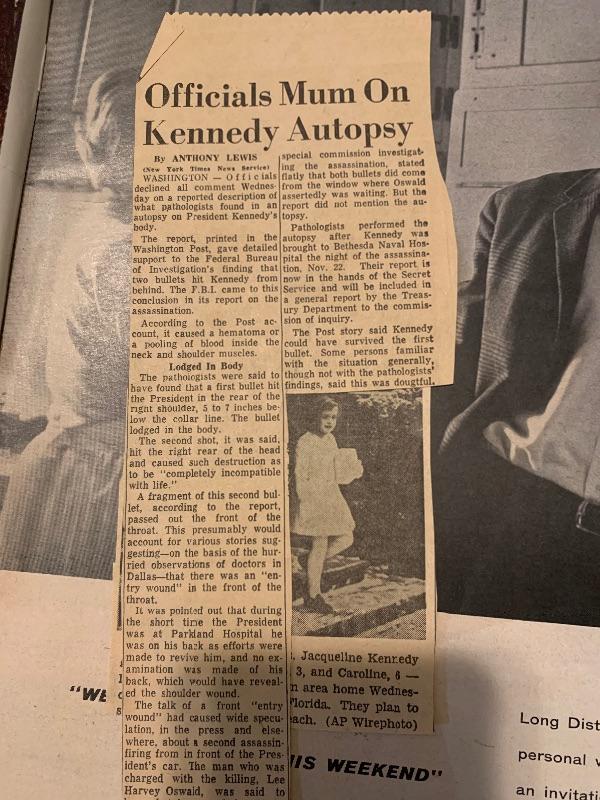 Officials Mum On
Kennedy Autopsy
By ANTHONY LEWIS
(New York Times News Service)
WASHINGTON — Officials
declined all comment Wednes-
day on a reported description of
what pathologists found in an
autopsy on President Kennedy's
body.
The report, printed in the
Washington Post, gave detailed
support to the Federal Bureau
of Investigation's finding that
two bullets hit Kennedy from
behind. The F.B.I. came to this
conclusion in its report on the
assassination.
According to the Post ac-
count, it caused a hematoma or
a pooling of blood inside the
neck and shoulder muscles.
Lodged In Body
The pathologists were said to
have found that a first bullet hit
the President in the rear of the
right shoulder, 5 to 7 inches be-
low the collar line. The bullet
lodged in the body.
The second shot, it was said,
hit the right rear of the head
and caused such destruction as
to be "completely incompatible
with life."
A fragment of this second bul-
let, according to the report,
passed out the front of the
throat. This presumably would
account for various stories sug-
gesting—on the basis of the hur-
ried observations of doctors in
Dallas—that there was an "en-
try wound" in the front of the
throat.
It was pointed out that during
the short time the President
was at Parkland Hospital he
was on his back as efforts were
made to revive him, and no ex-
amination was made of his
back, which would have reveal-
ed the shoulder wound.
The talk of a front "entry
wound" had caused wide specu-
lation, in the press and else-
where, about a second assassin
firing from in front of the Pres-
ident's car. The man who was
charged with the killing, Lee
Harvey Oswald, was said to
special commission investigat-
ing the assassination, stated
flatly that both bullets did come
from the window where Oswald
assertedly was waiting. But the
report did not mention the au-
topsy.
Pathologists performed the
autopsy after Kennedy was
brought to Bethesda Naval Hos-
pital the night of the assassina-
tion, Nov. 22. Their report is
now in the hands of the Secret
Service and will be included in
a general report by the Treas-
ury Department to the commis-
sion of inquiry.
The Post story said Kennedy
could have survived the first
bullet. Some persons familiar
with the situation generally,
though not with the pathologists'
findings, said this was dougtful.
. Jacqueline Kennedy
3, and Caroline, 6 —
n area home Wednes-
Florida. They plan to
each. (AP Wirephoto)
"WE
IS WEEKEND"
Long Dist
personal v
an invitati